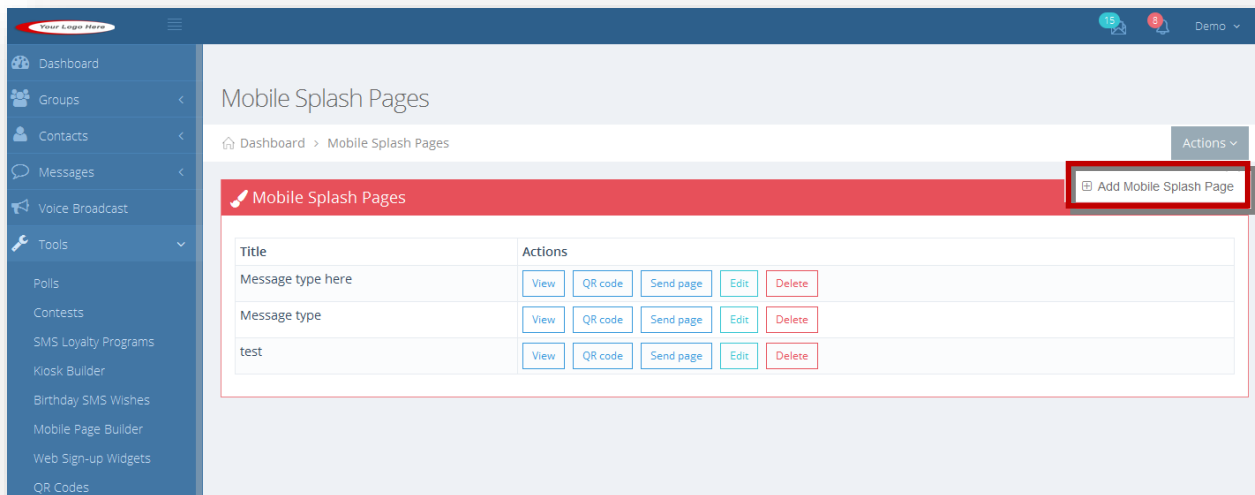 Your Logo Here
15
8
Demo
Dashboard
Groups
Contacts
Messages
Voice Broadcast
Tools
Polls
Contests
SMS Loyalty Programs
Kiosk Builder
Birthday SMS Wishes
Mobile Page Builder
Web Sign-up Widgets
QR Codes
Mobile Splash Pages
Dashboard > Mobile Splash Pages
Actions
Add Mobile Splash Page
Mobile Splash Pages
Title Actions
Message type here View QR code Send page Edit Delete
Message type View QR code Send page Edit Delete
test View QR code Send page Edit Delete